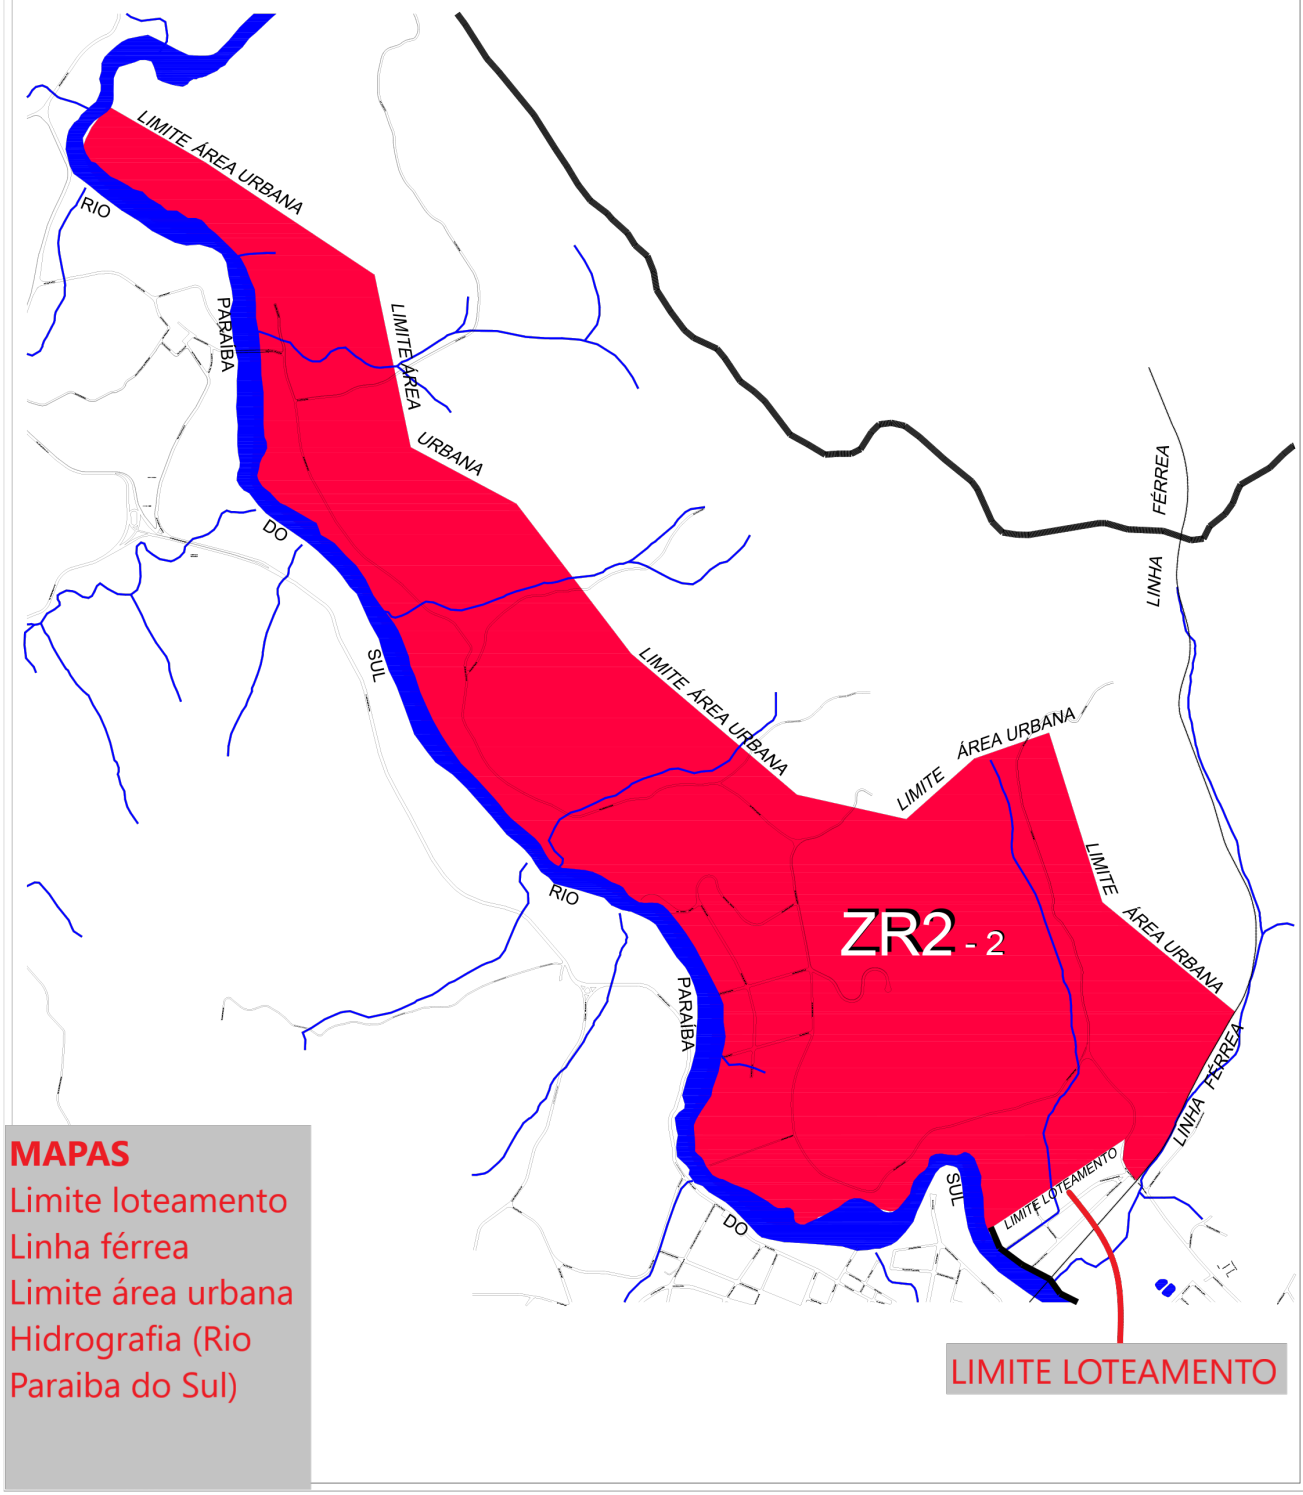 LIMITE ÁREA URBANA
RIO
PARAIBA
LIMITE ÁREA
URBANA
DO
SUL
FÉRREA
LINHA
LIMITE ÁREA URBANA
LIMITE
ÁREA URBANA
LIMITE
ÁREA URBANA
RIO
ZR2 - 2
PARAÍBA
LINHA
FÉRREA
DO
SUL
LIMITE LOTEAMENTO
MAPAS
Limite loteamento
Linha férrea
Limite área urbana
Hidrografia (Rio
Paraiba do Sul)
LIMITE LOTEAMENTO